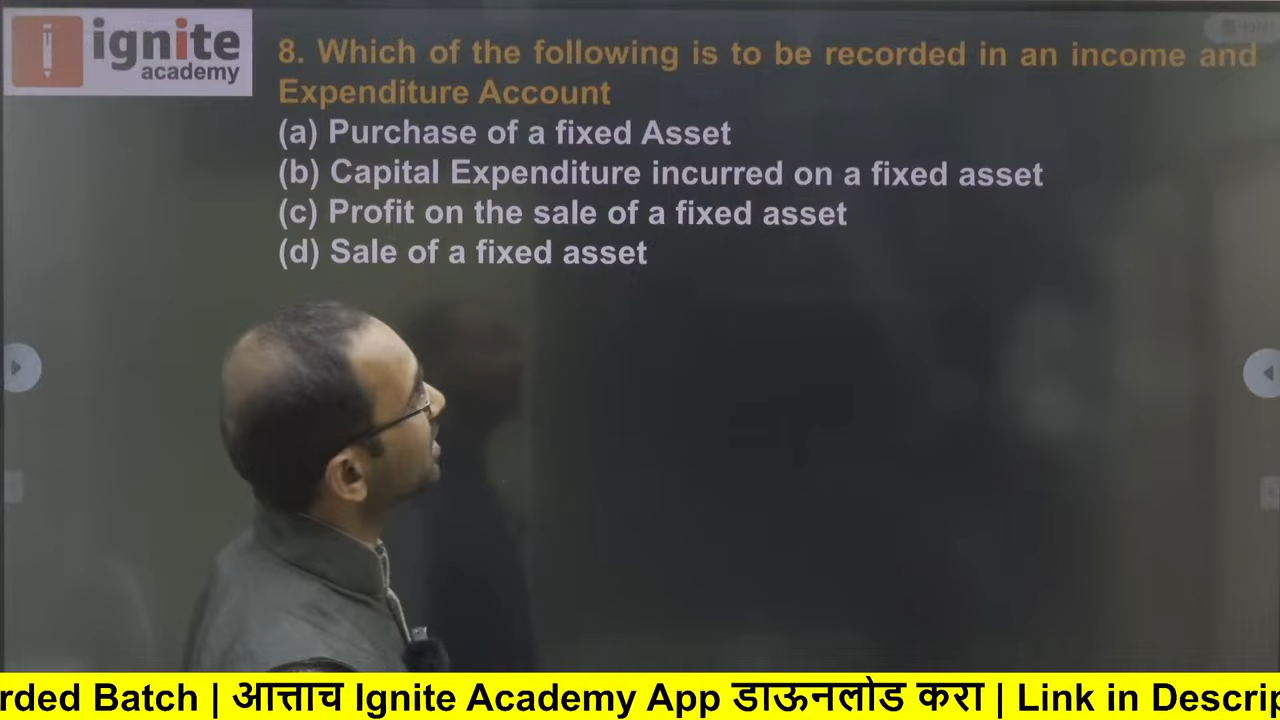 ignite
academy
8. Which of the following is to be recorded in an income and
Expenditure Account
(a) Purchase of a fixed Asset
(b) Capital Expenditure incurred on a fixed asset
(c) Profit on the sale of a fixed asset
(d) Sale of a fixed asset
rded Batch | आत्ताच Ignite Academy App डाऊनलोड करा | Link in Descrip